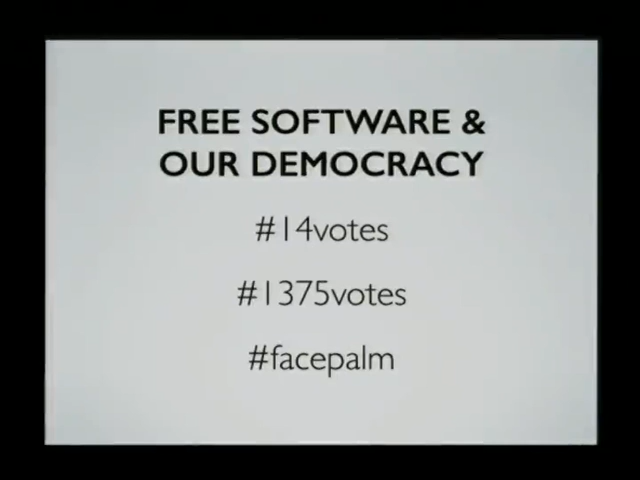 FREE SOFTWARE &
OUR DEMOCRACY
#14votes
#1375votes
#facepalm